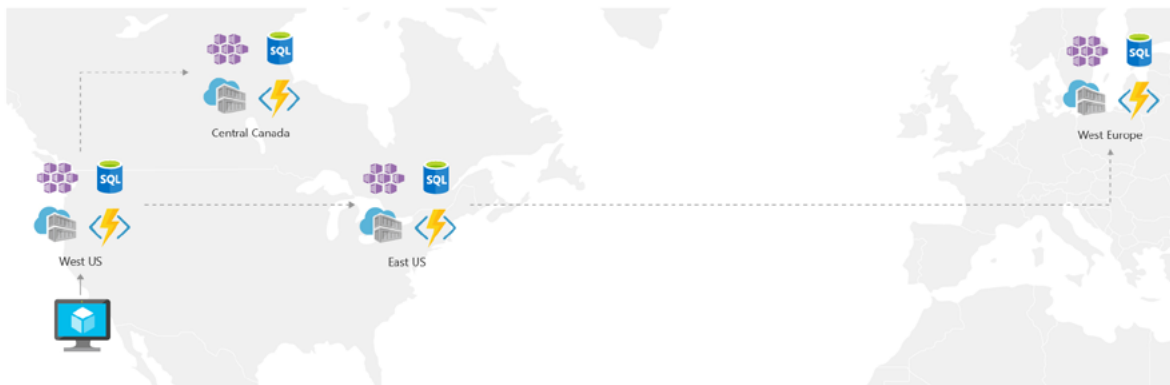 SQL
SQL
Central Canada
West Europe
SQL
SQL
West US
East US